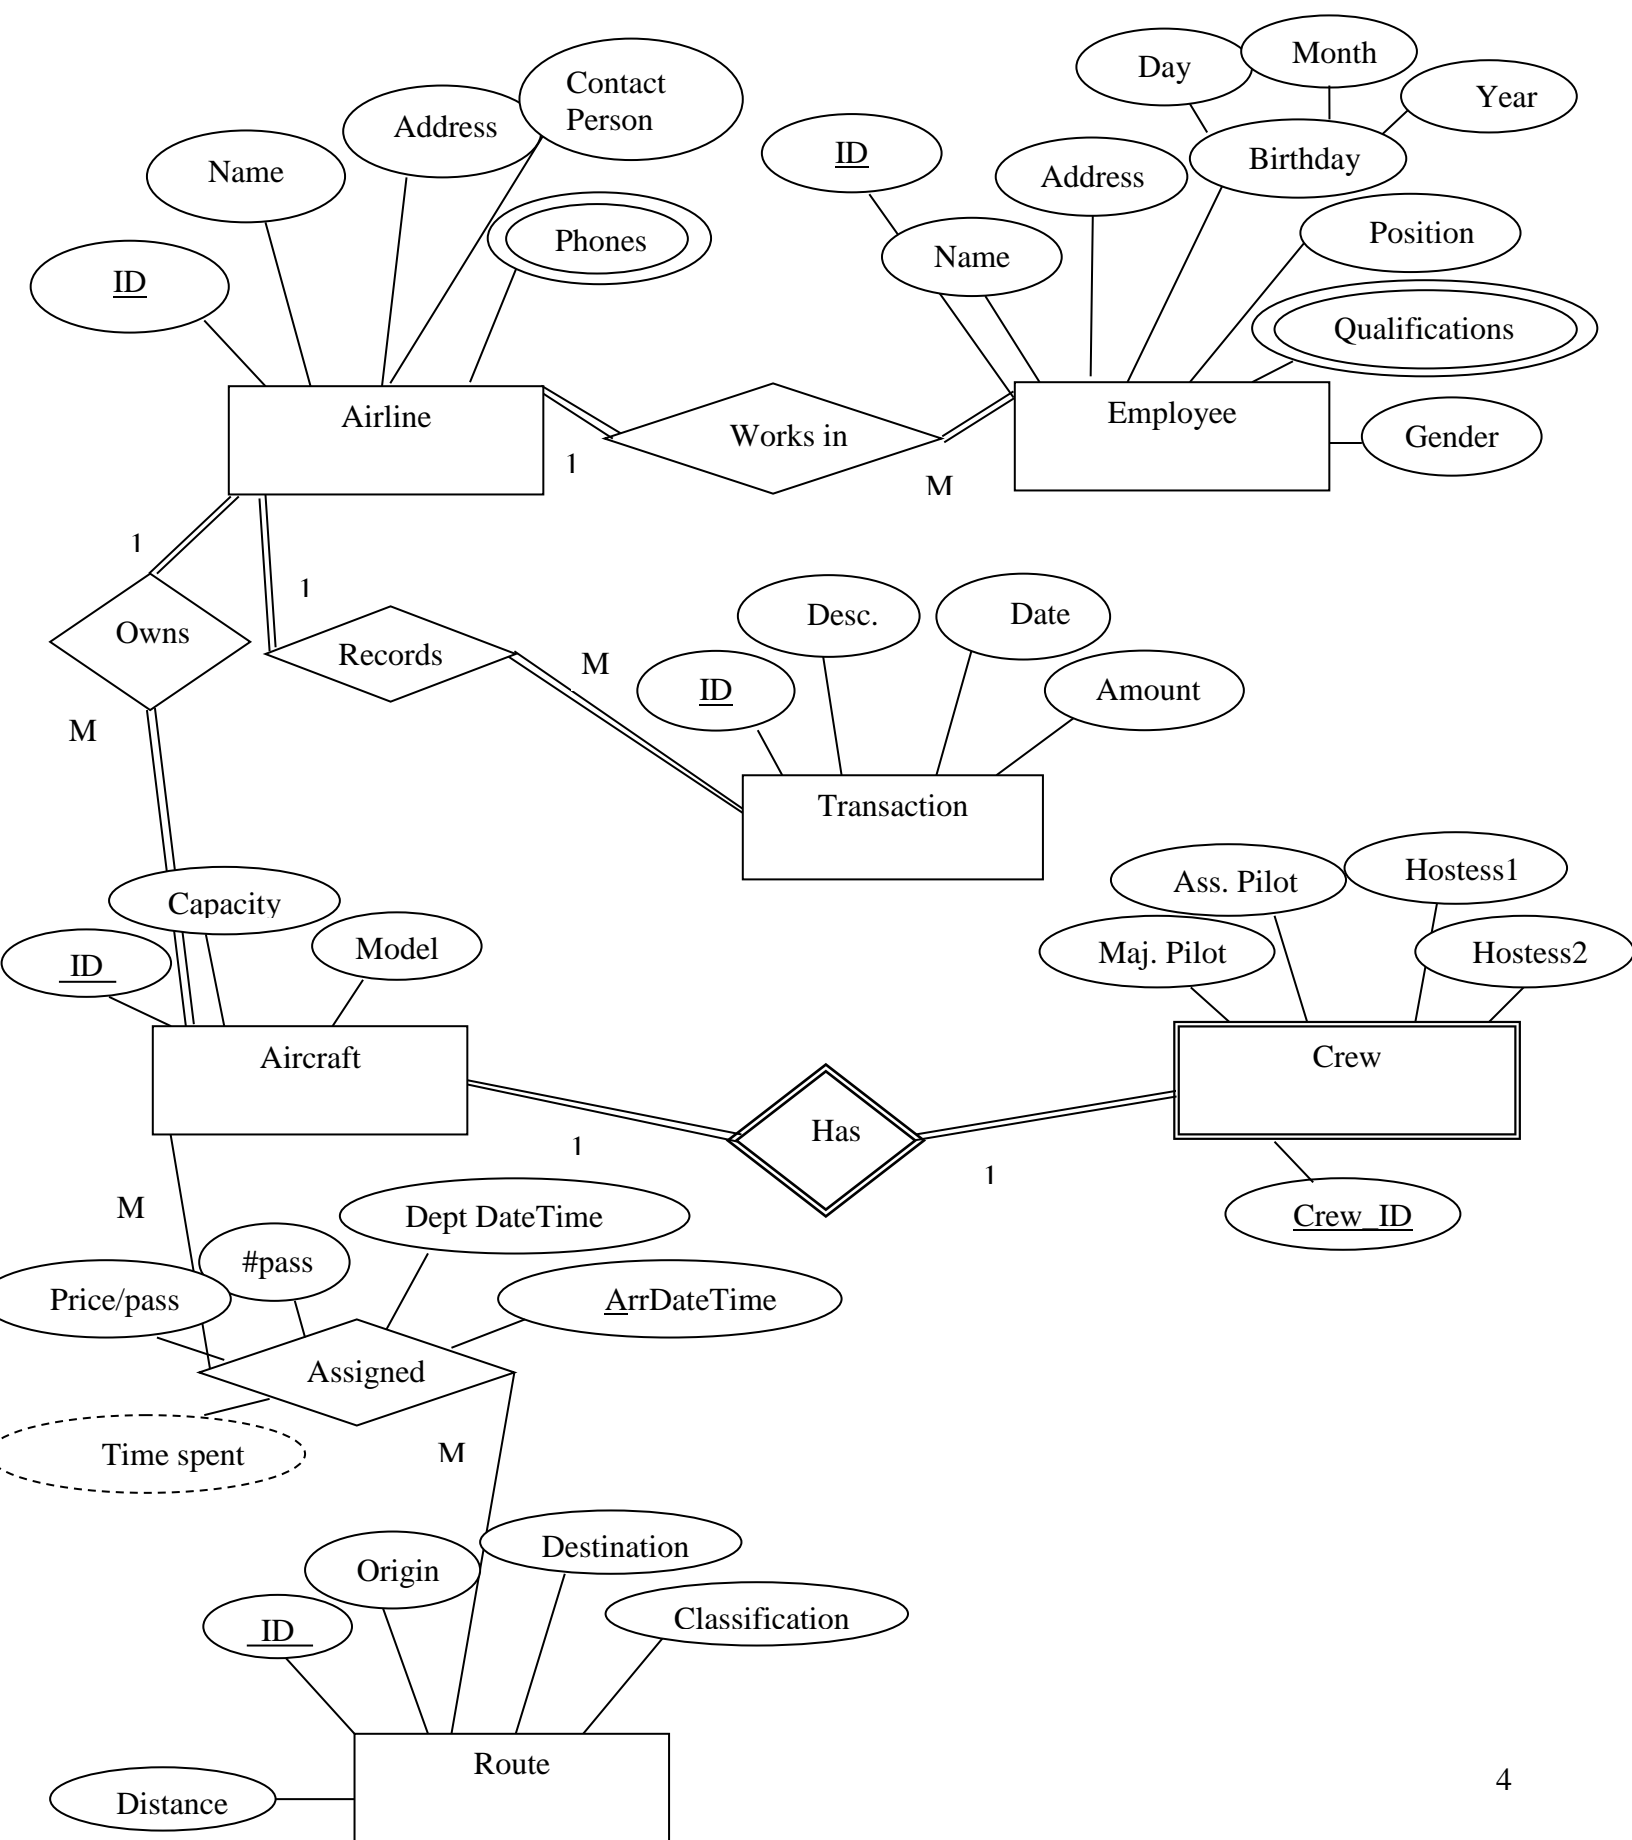 Contact
Person
Month
Day
Year
Address
Name
ID
Birthday
Address
Position
Phones
Name
ID
Qualifications
Airline
Employee
Works in
Gender
1
M
1
1
Desc.
Date
Owns
Records
M
ID
Amount
M
Transaction
Hostess1
Ass. Pilot
Capacity
Model
Maj. Pilot
Hostess2
ID
Aircraft
Crew
Has
1
1
M
Dept DateTime
Crew_ID
#pass
Price/pass
ArrDateTime
Assigned
Time spent
M
Destination
Origin
Classification
ID
Route
4
Distance